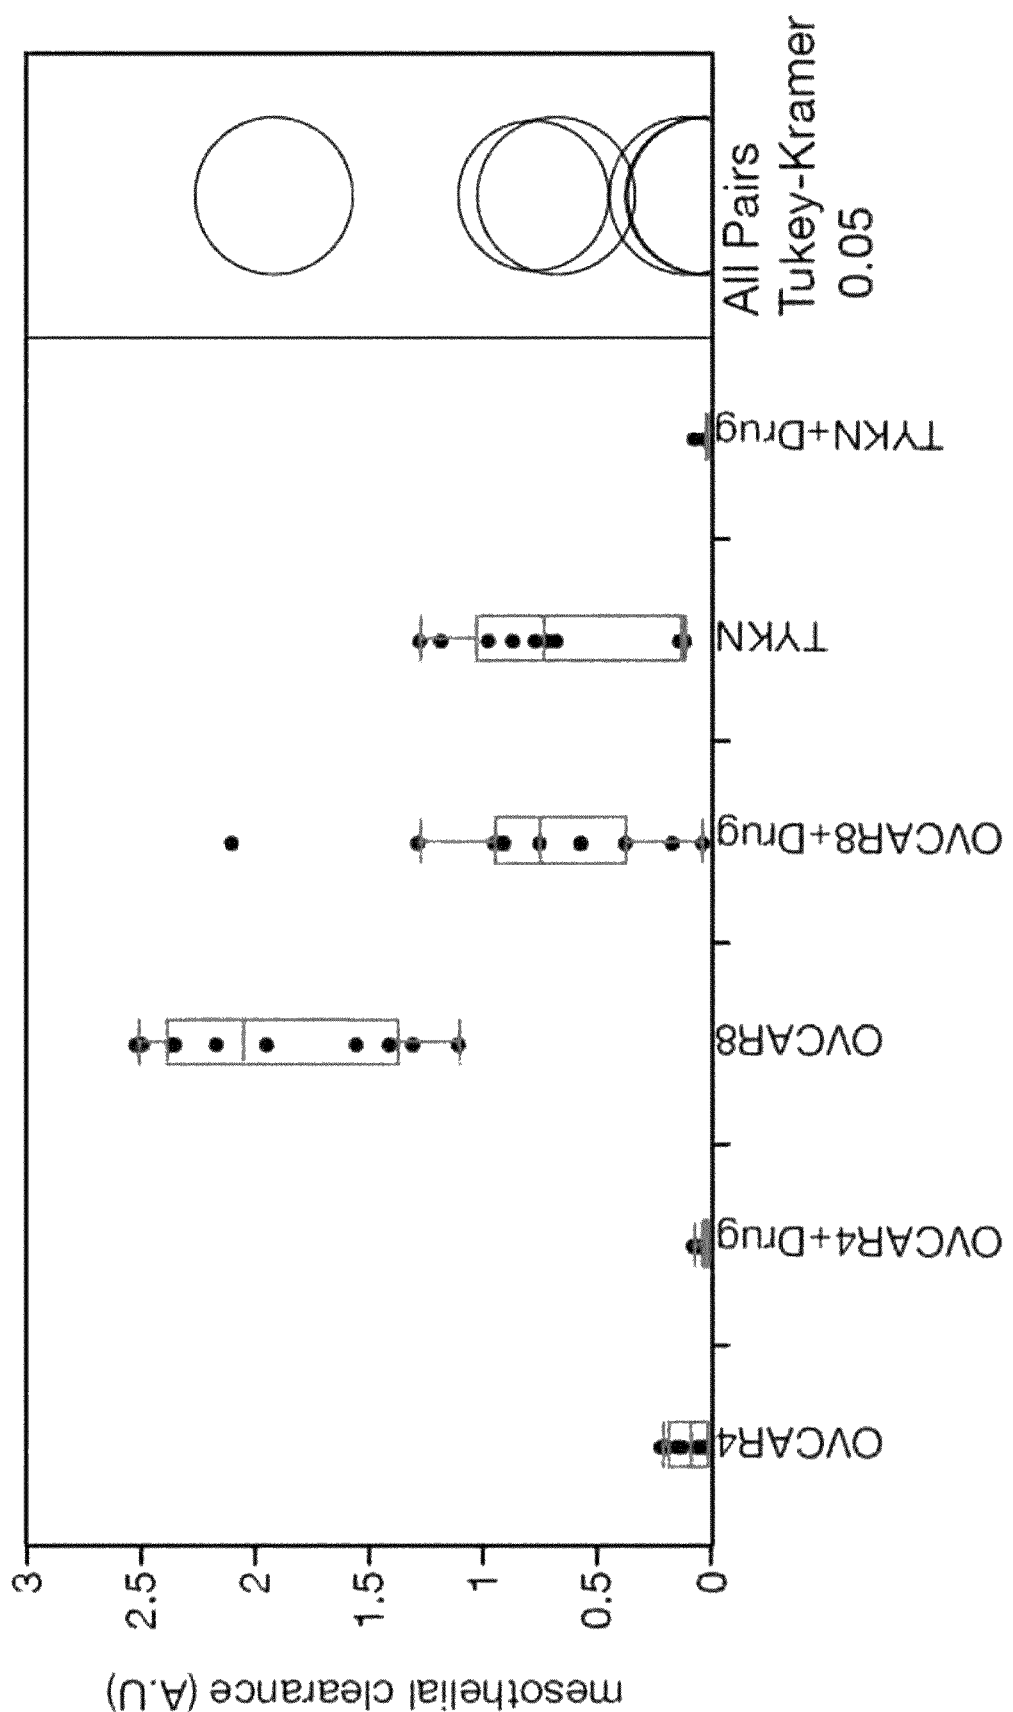 mesothelial clearance (A.U)
3
2.5
2
1.5
1
0.5
0
OVCAR4
OVCAR4+Drug
OVCAR8
OVCAR8+Drug
TYKN
TYKN+Drug
All Pairs
Tukey-Kramer
0.05